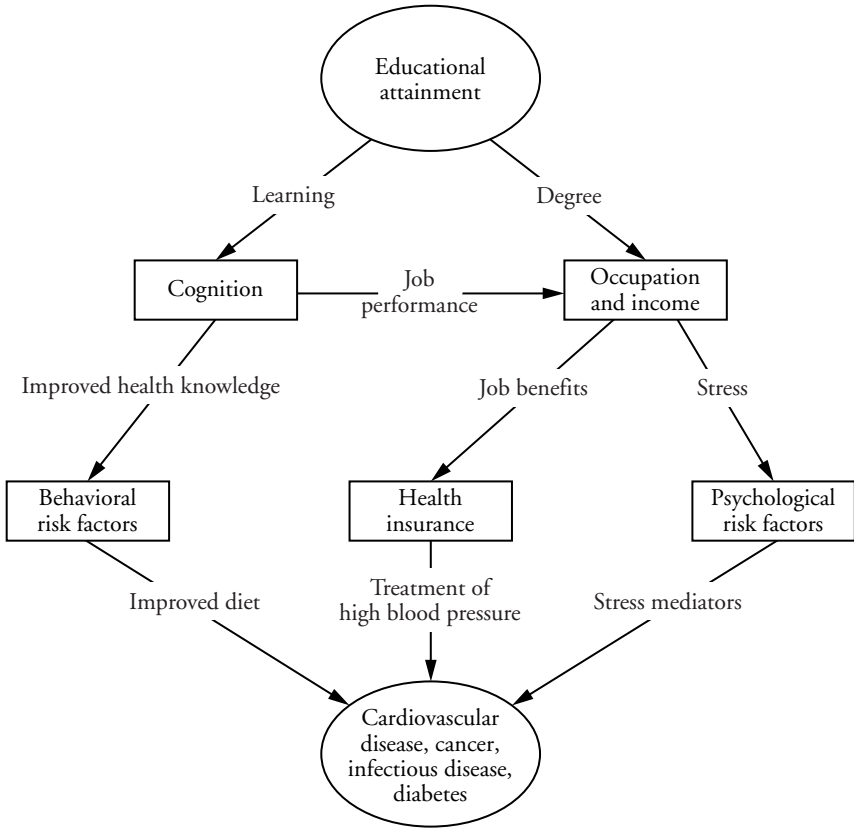 Educational
attainment
Learning
Degree
Cognition
Job
performance
Occupation
and income
Improved health knowledge
Job benefits
Stress
Behavioral
risk factors
Health
insurance
Psychological
risk factors
Improved diet
Treatment of
high blood pressure
Stress mediators
Cardiovascular
disease, cancer,
infectious disease,
diabetes